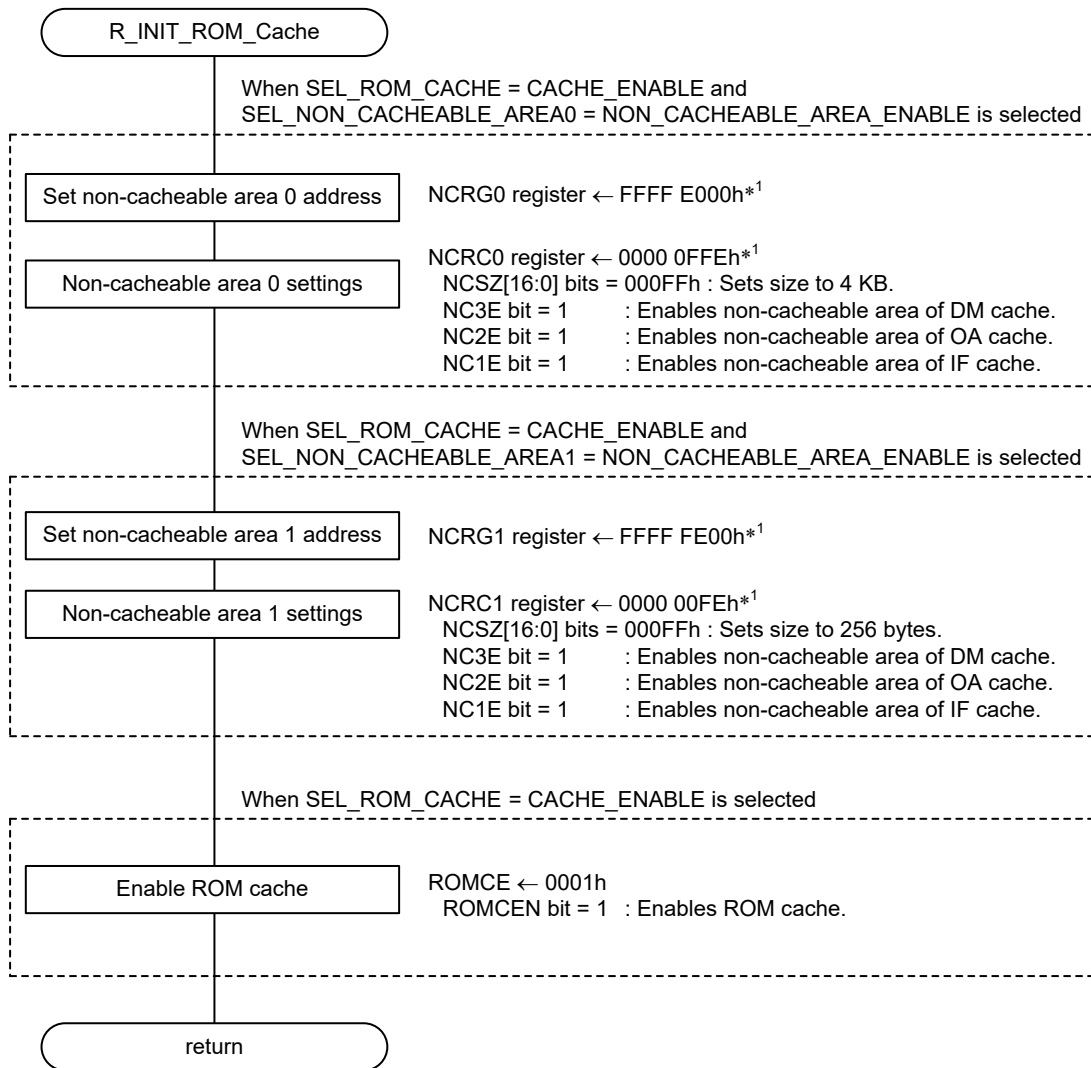 R_INIT_ROM_Cache
When SEL_ROM_CACHE = CACHE_ENABLE and
SEL_NON_CACHEABLE_AREA0 = NON_CACHEABLE_AREA_ENABLE is selected
Set non-cacheable area 0 address
NCRG0 register ← FFFF E000h*1
Non-cacheable area 0 settings
NCRC0 register ← 0000 0FFEh*1
NCSZ[16:0] bits = 000FFh : Sets size to 4 KB.
NC3E bit = 1 : Enables non-cacheable area of DM cache.
NC2E bit = 1 : Enables non-cacheable area of OA cache.
NC1E bit = 1 : Enables non-cacheable area of IF cache.
When SEL_ROM_CACHE = CACHE_ENABLE and
SEL_NON_CACHEABLE_AREA1 = NON_CACHEABLE_AREA_ENABLE is selected
Set non-cacheable area 1 address
NCRG1 register ← FFFF FE00h*1
Non-cacheable area 1 settings
NCRC1 register ← 0000 00FEh*1
NCSZ[16:0] bits = 000FFh : Sets size to 256 bytes.
NC3E bit = 1 : Enables non-cacheable area of DM cache.
NC2E bit = 1 : Enables non-cacheable area of OA cache.
NC1E bit = 1 : Enables non-cacheable area of IF cache.
When SEL_ROM_CACHE = CACHE_ENABLE is selected
Enable ROM cache
ROMCE ← 0001h
ROMCEN bit = 1 : Enables ROM cache.
return